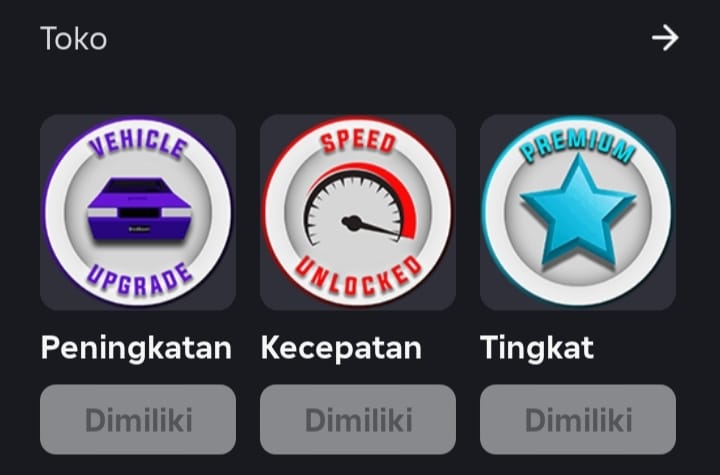 Toko
VEHICLE
UPGRADE
SPEED
UNLOCKED
PREMIUM
Peningkatan
Kecepatan
Tingkat
Dimiliki
Dimiliki
Dimiliki